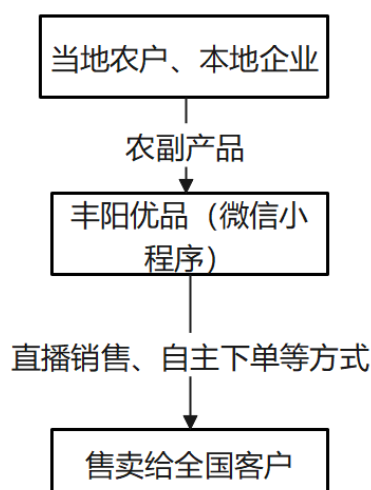 当地农户、本地企业
农副产品
丰阳优品（微信小
程序）
直播销售、自主下单等方式
售卖给全国客户